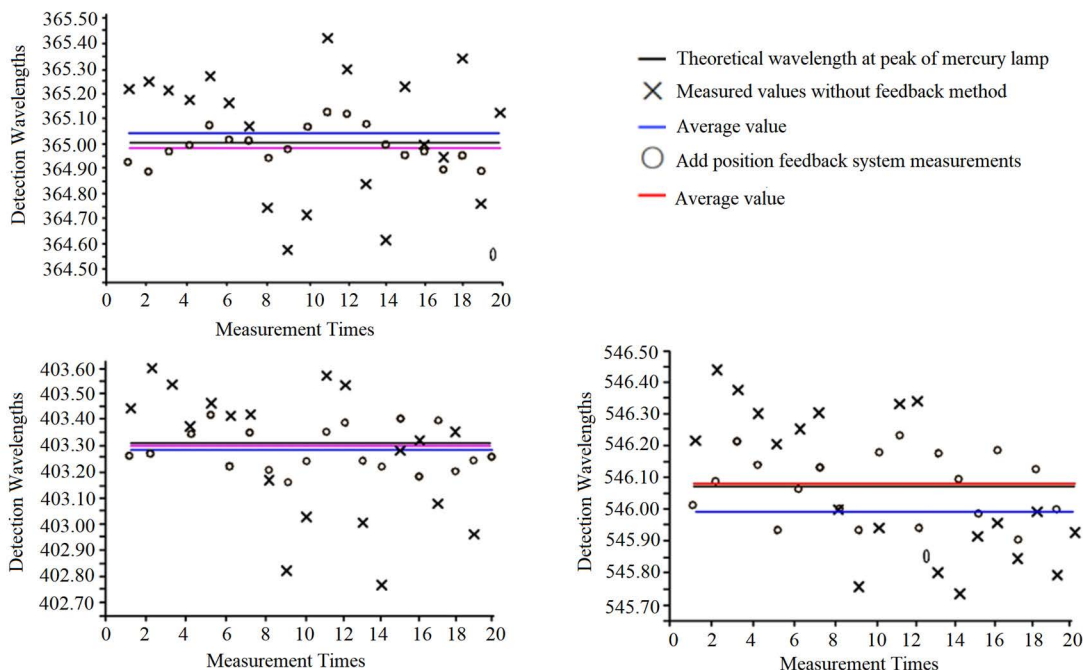 365.50
365.40
365.30
365.20
365.10
365.00
364.90
364.80
364.70
364.60
364.50
Detection Wavelengths
0 2 4 6 8 10 12 14 16 18 20
Measurement Times
Theoretical wavelength at peak of mercury lamp
Measured values without feedback method
Average value
Add position feedback system measurements
Average value
403.60
403.50
403.40
403.30
403.20
403.10
403.00
402.90
402.80
402.70
Detection Wavelengths
0 2 4 6 8 10 12 14 16 18 20
Measurement Times
546.50
546.40
546.30
546.20
546.10
546.00
545.90
545.80
545.70
Detection Wavelengths
0 2 4 6 8 10 12 14 16 18 20
Measurement Times